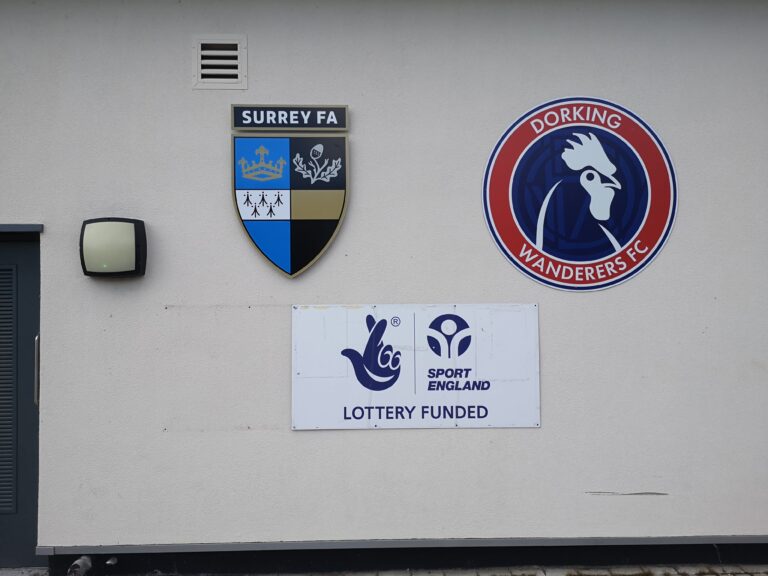 SURREY FA
DORKING
WANDERERS FC
®
SPORT
ENGLAND
LOTTERY FUNDED